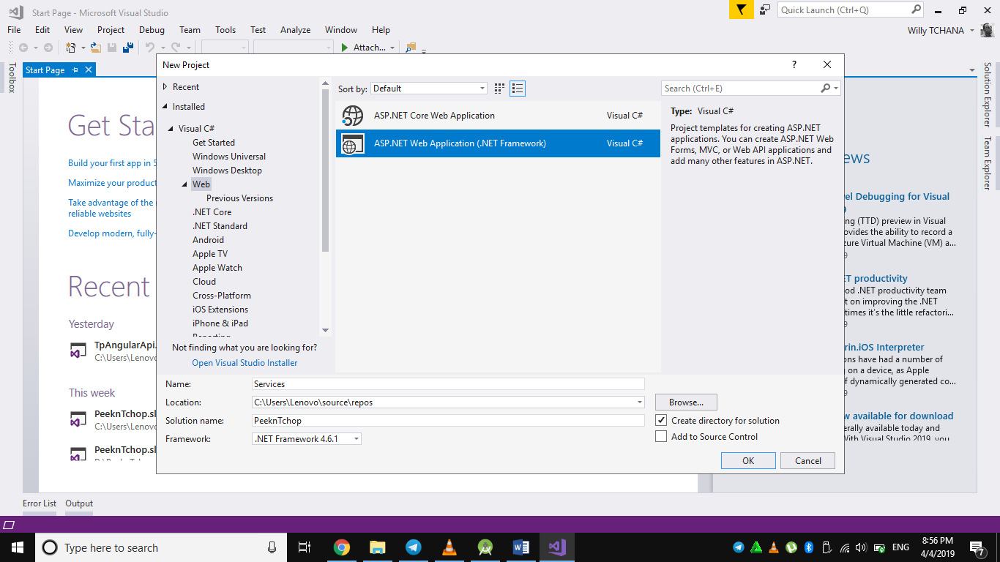 Start Page - Microsoft Visual Studio
Quick Launch (Ctrl+Q)
File Edit View Project Debug Team Tools Test Analyze Window Help
Willy TCHANA
Attach...
Toolbox
Start Page
Get Sta
Build your first app in 5
Maximize your product
Take advantage of the
reliable websites
Develop modern, fully-
Recent
Yesterday
TpAngularApi.
C:\Users\Lenovo
This week
PeeknTchop.sl
C:\Users\Lenovo
PeeknTchop.sl
New Project
?
Recent
Installed
Visual C#
Get Started
Windows Universal
Windows Desktop
Web
Previous Versions
.NET Core
.NET Standard
Android
Apple TV
Apple Watch
Cloud
Cross-Platform
iOS Extensions
iPhone & iPad
Reporting
Not finding what you are looking for?
Open Visual Studio Installer
Sort by: Default
ASP.NET Core Web Application Visual C#
ASP.NET Web Application (.NET Framework) Visual C#
Search (Ctrl+E)
Type: Visual C#
Project templates for creating ASP.NET
applications. You can create ASP.NET Web
Forms, MVC, or Web API applications and
add many other features in ASP.NET.
Name: Services
Location: C:\Users\Lenovo\source\repos
Browse...
Solution name: PeeknTchop
Create directory for solution
Framework: .NET Framework 4.6.1
Add to Source Control
OK Cancel
ews
el Debugging for Visual
9
ng (TTD) preview in Visual
ovides the ability to record a
zure Virtual Machine (VM) a...
9
ET productivity
od .NET productivity team
t on improving the .NET
times it's the little refactori...
9
rin.iOS Interpreter
ons have had a number of
g on a device, as Apple
f dynamically generated co...
9
w available for download
erally available today and
With Visual Studio 2019, you
Solution Explorer
Team Explorer
Error List Output
Type here to search
ENG
8:56 PM
4/4/2019
7